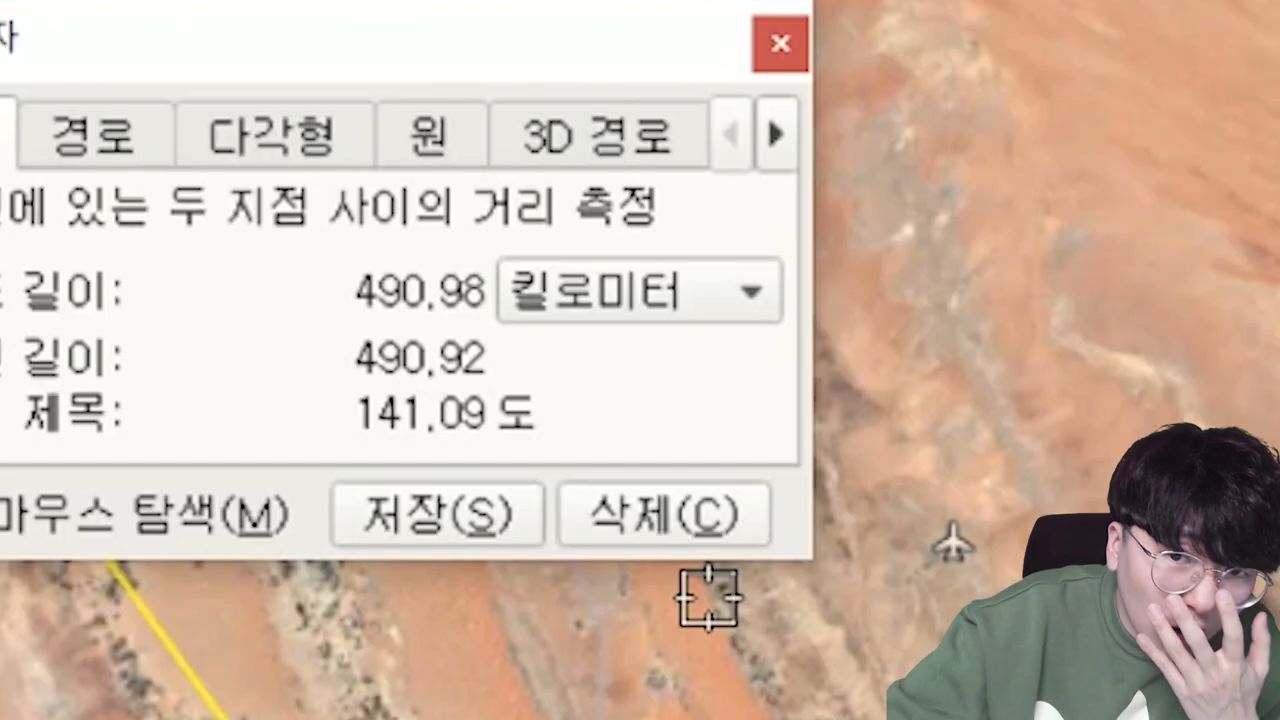 자
경로 다각형 원 3D 경로
에 있는 두 지점 사이의 거리 측정
길이: 490.98 킬로미터
길이: 490.92
제목: 141.09 도
마우스 탐색(M) 저장(S) 삭제(C)